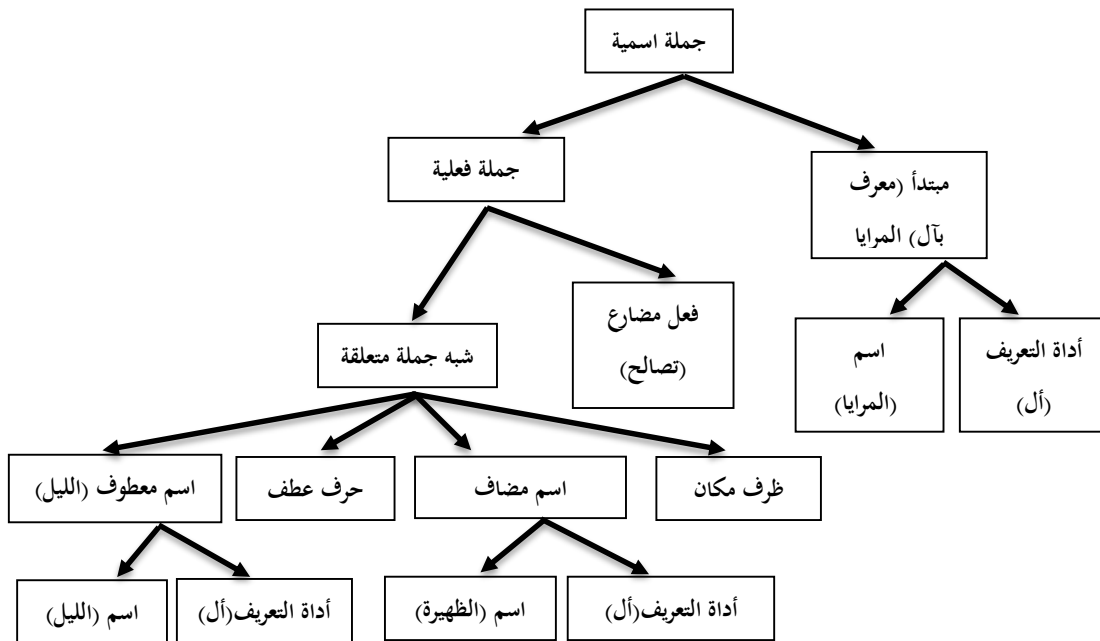 جملة اسمية
مبتدأ (معرف
بآل) المرايا
جملة فعلية
أداة التعريف
(أل)
اسم
(المرايا)
فعل مضارع
(تصالح)
شبه جملة متعلقة
ظرف مكان
اسم مضاف
حرف عطف
اسم معطوف (الليل)
أداة التعريف(أل)
اسم (الظهيرة)
أداة التعريف(أل)
اسم (الليل)